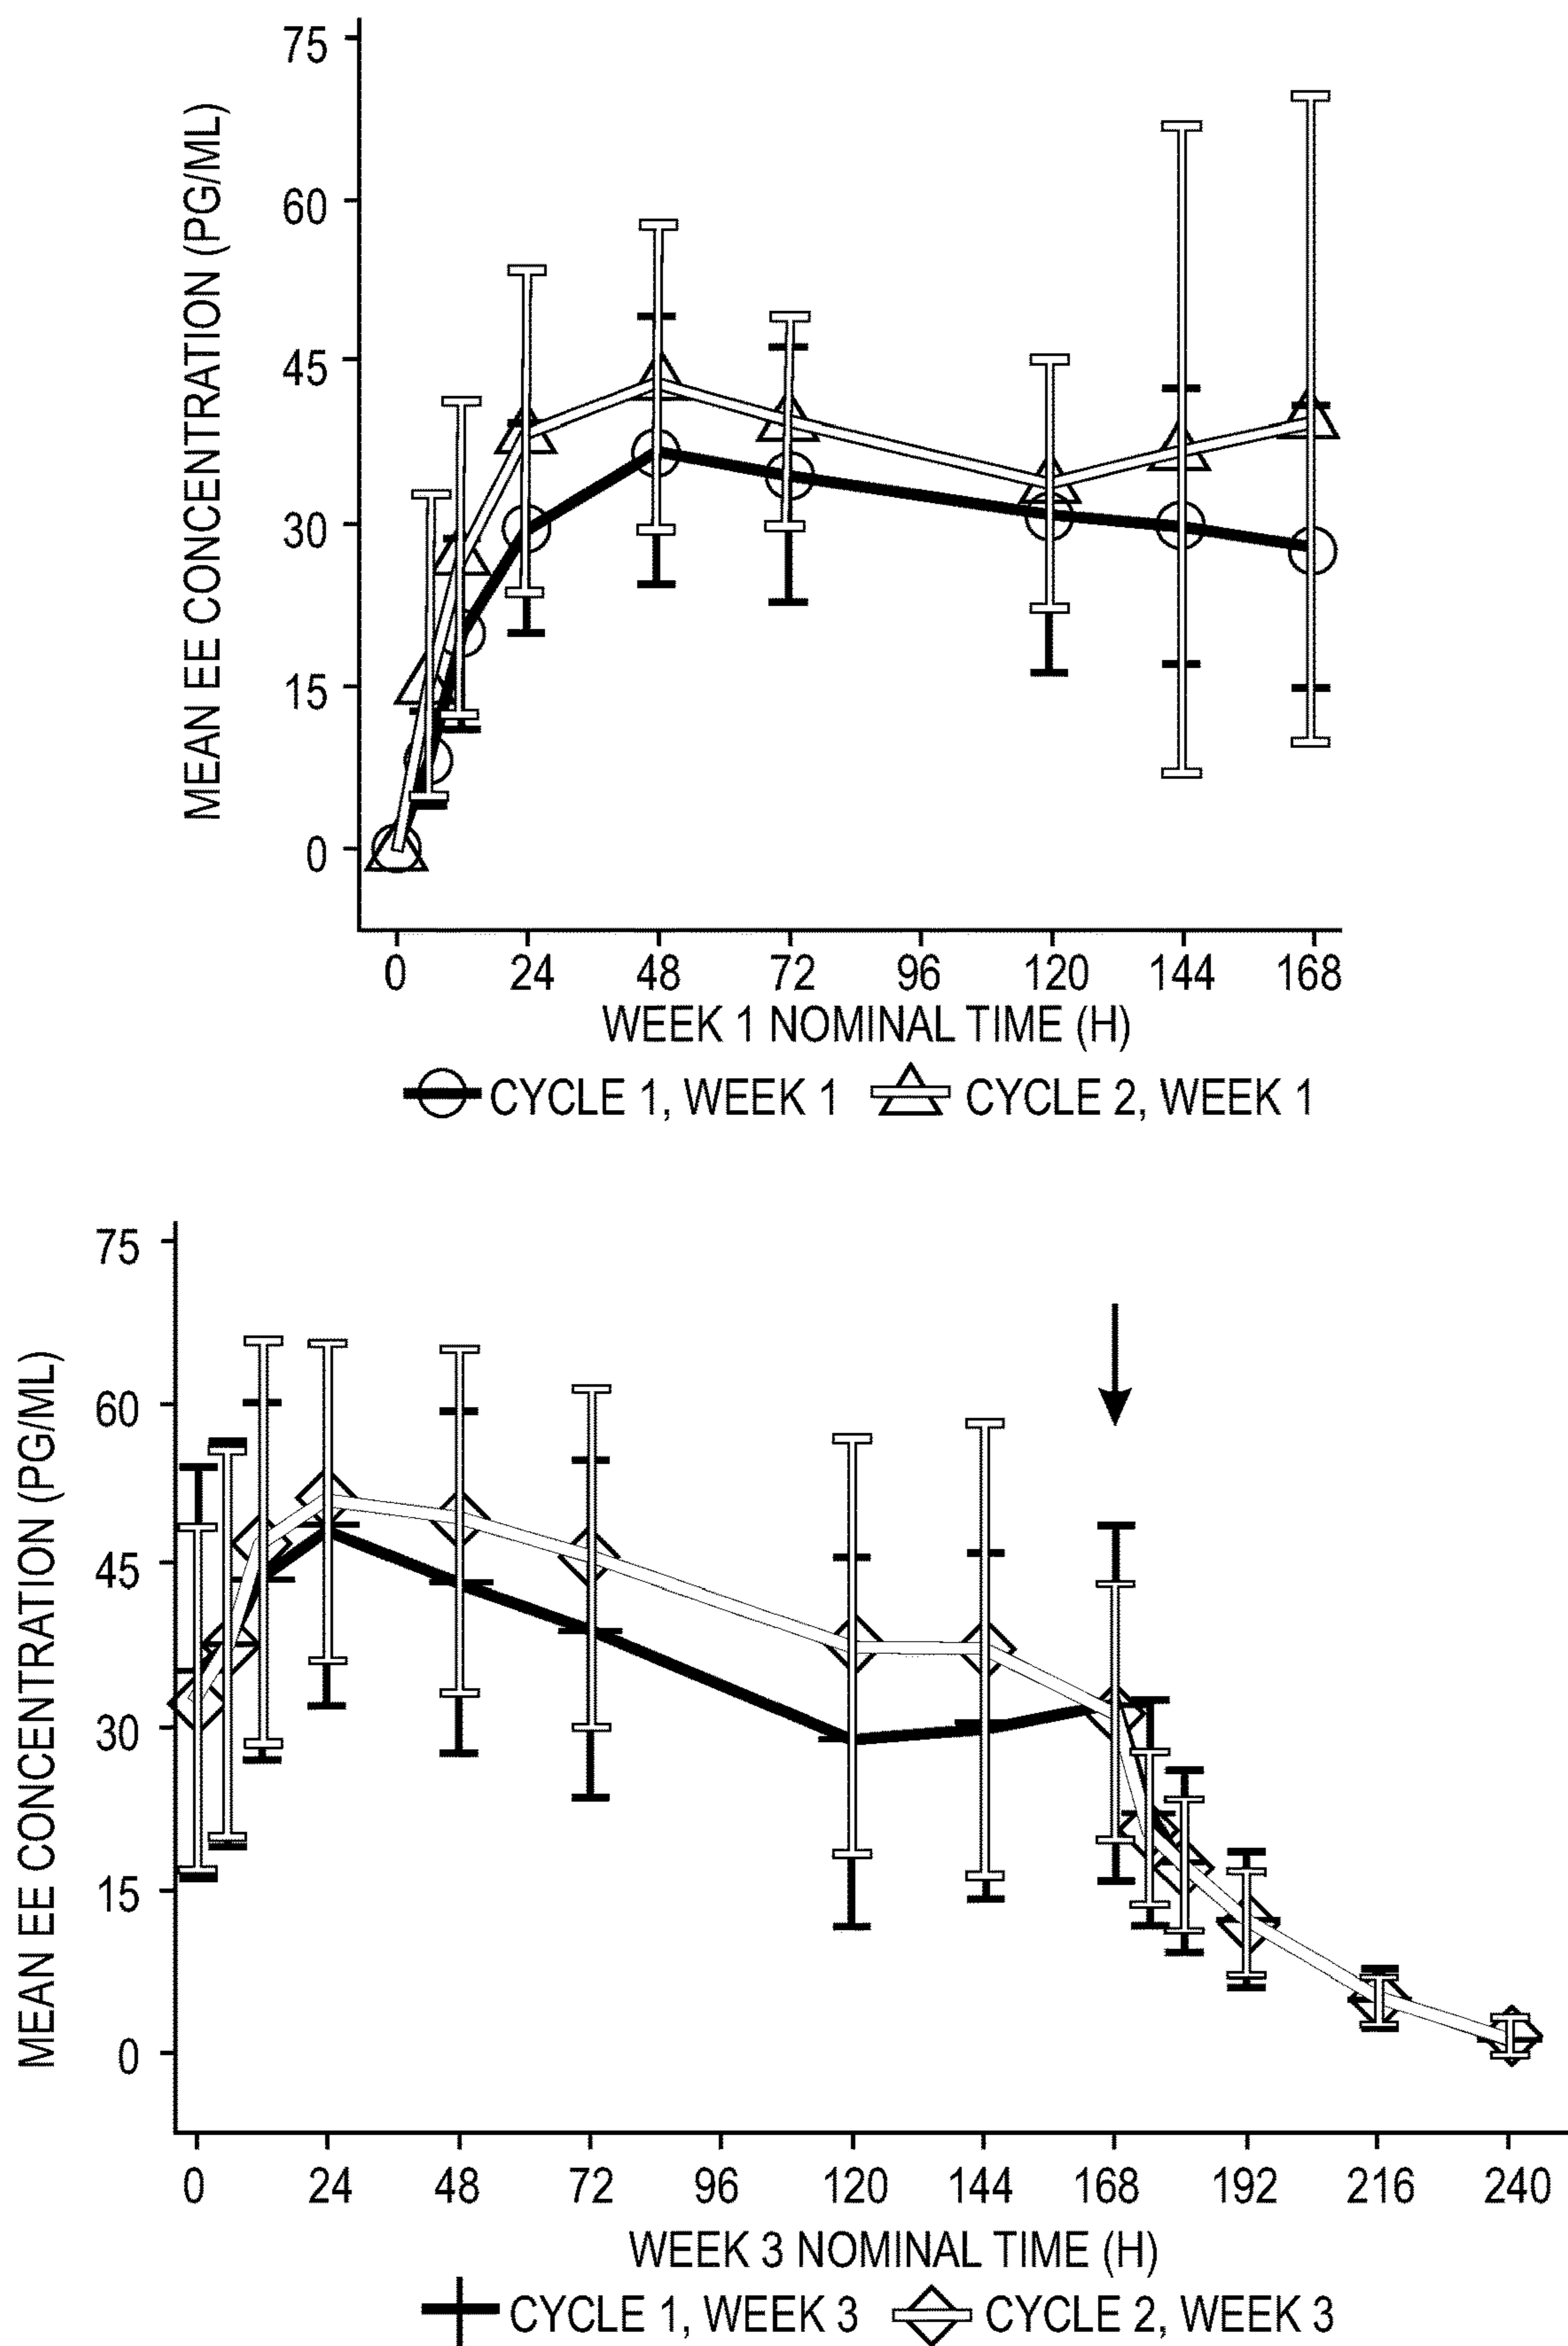 75
60
45
30
15
0
MEAN EE CONCENTRATION (PG/ML)
0 24 48 72 96 120 144 168
WEEK 1 NOMINAL TIME (H)
CYCLE 1, WEEK 1 CYCLE 2, WEEK 1
75
60
45
30
15
0
MEAN EE CONCENTRATION (PG/ML)
0 24 48 72 96 120 144 168 192 216 240
WEEK 3 NOMINAL TIME (H)
CYCLE 1, WEEK 3 CYCLE 2, WEEK 3